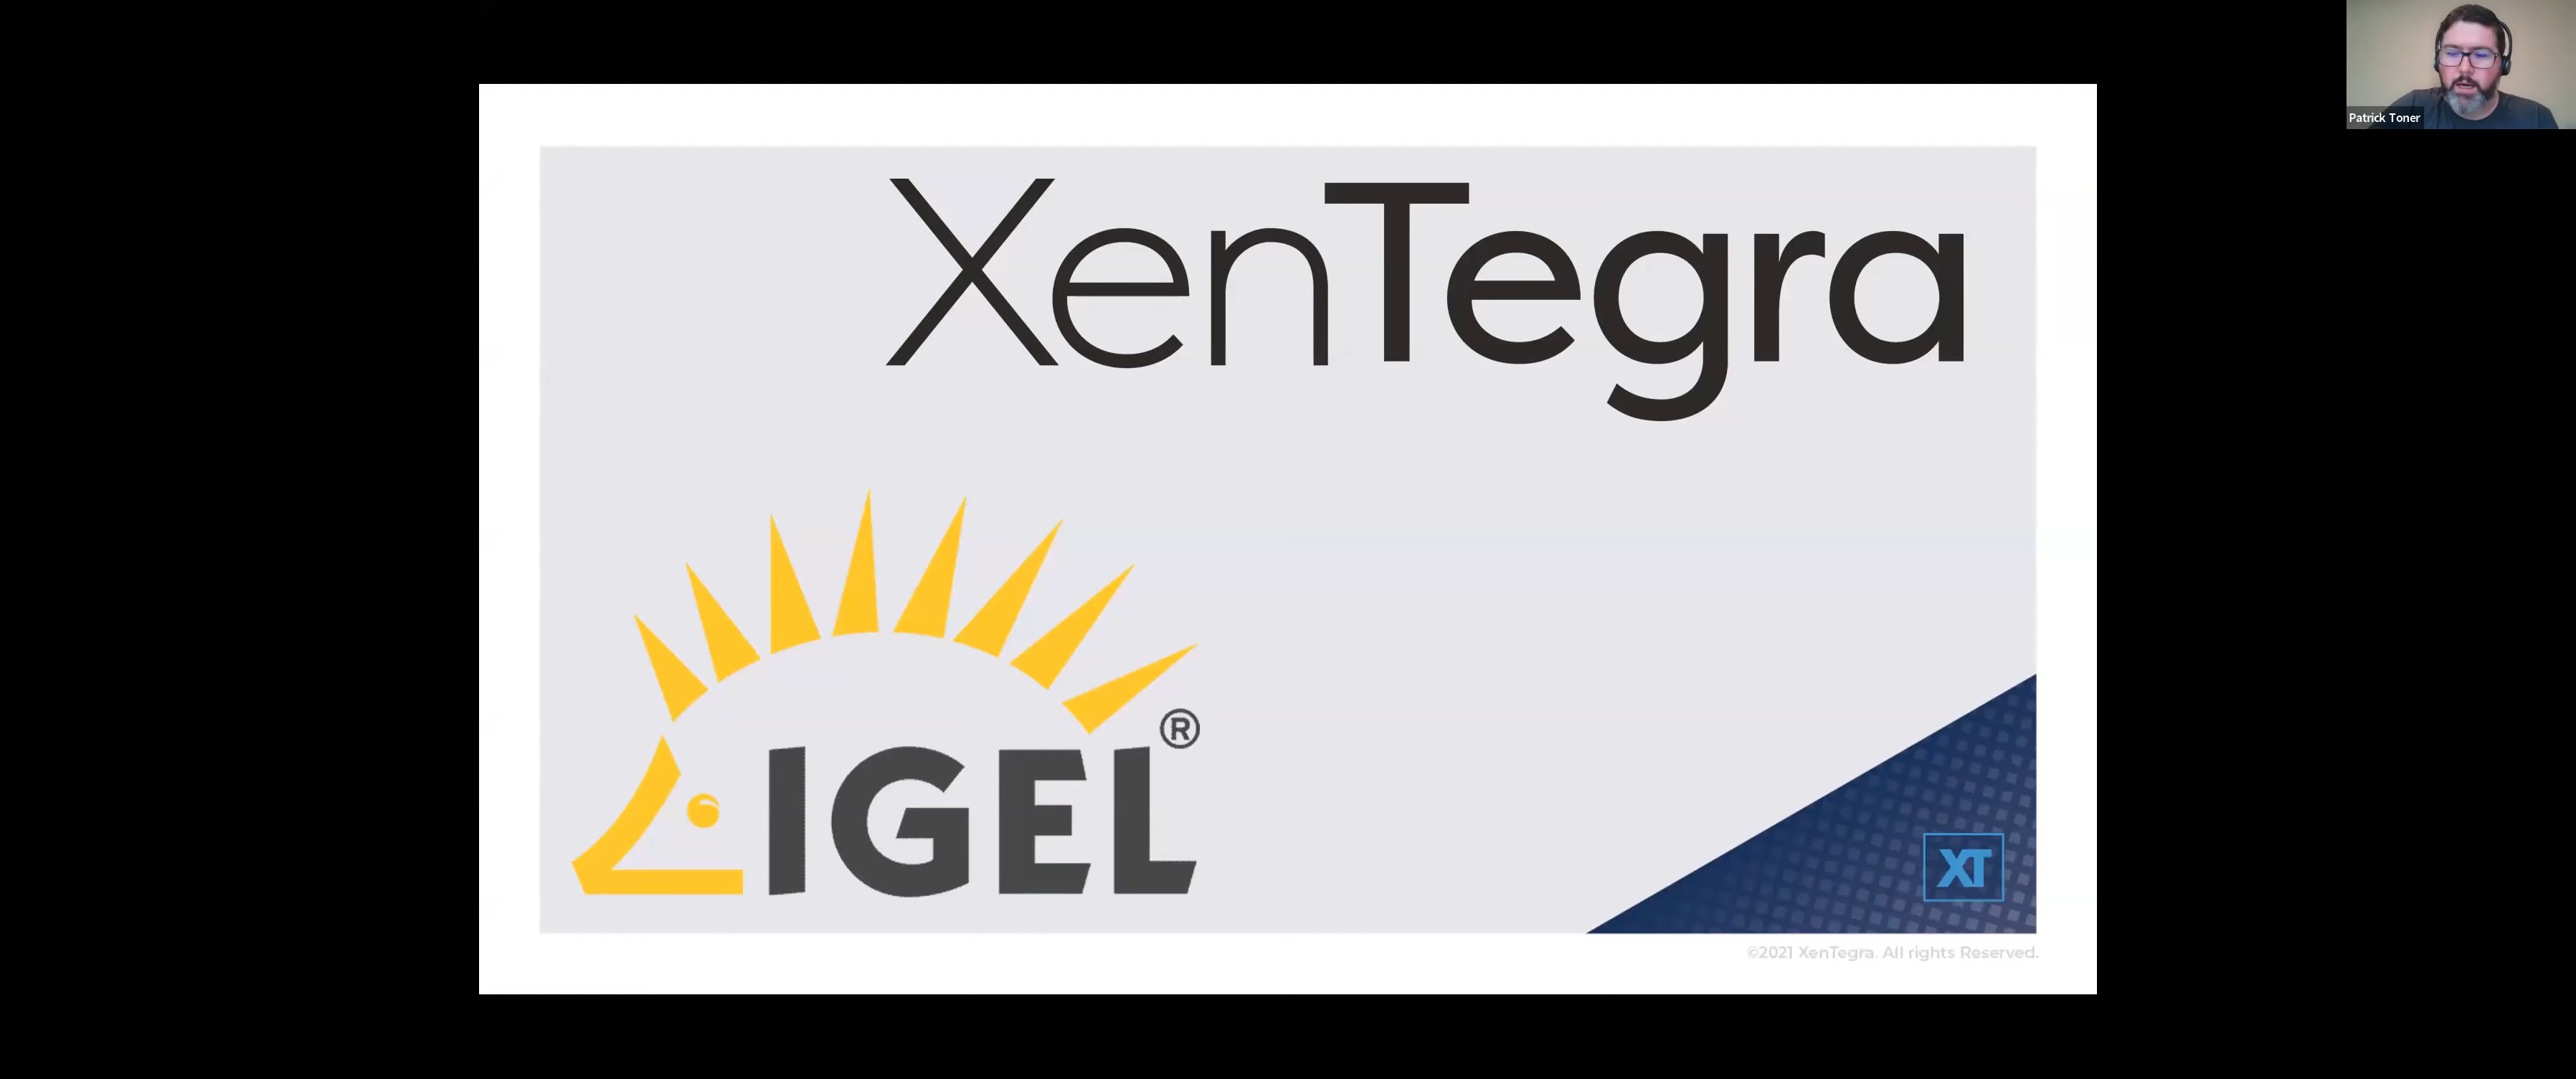 Patrick Toner
XenTegra
IGEL®
XT
©2021 XenTegra. All rights Reserved.